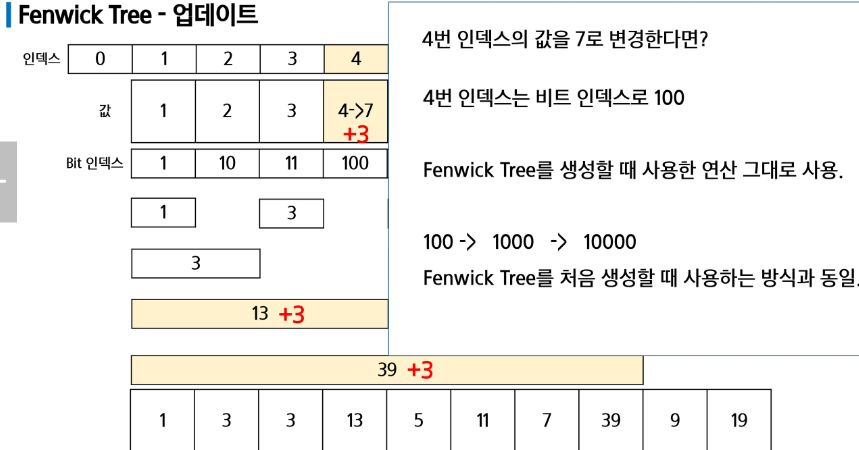 Fenwick Tree - 업데이트
인덱스 0 1 2 3 4
값 1 2 3 4->7
+3
Bit 인덱스 1 10 11 100
1 3
3
13 +3
39 +3
1 3 3 13 5 11 7 39 9 19
4번 인덱스의 값을 7로 변경한다면?
4번 인덱스는 비트 인덱스로 100
Fenwick Tree를 생성할 때 사용한 연산 그대로 사용.
100 -> 1000 -> 10000
Fenwick Tree를 처음 생성할 때 사용하는 방식과 동일.